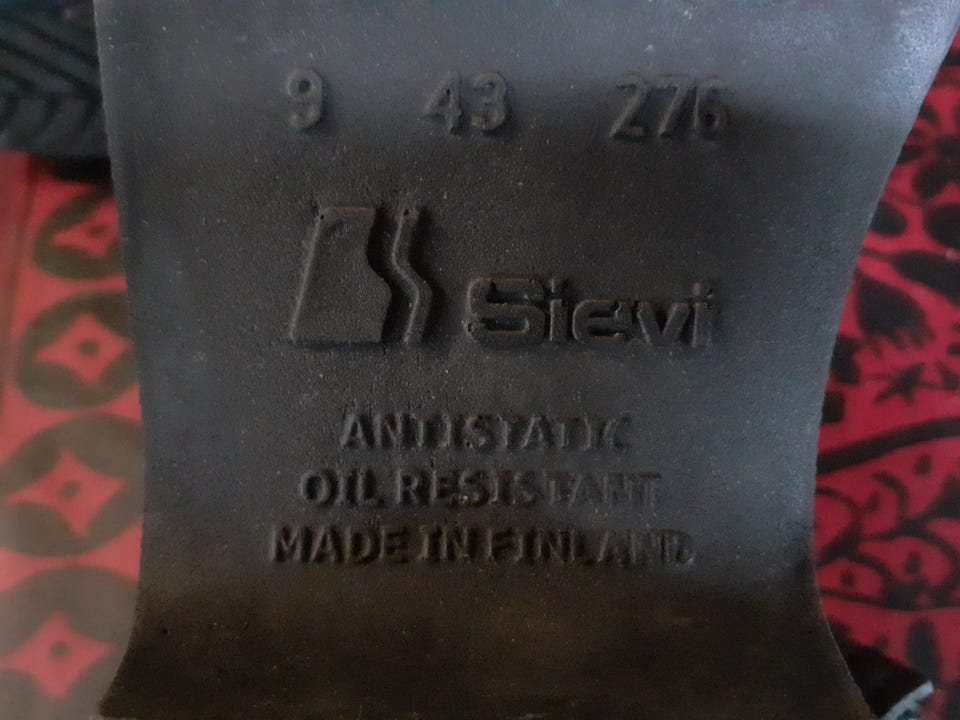 9 43 276
Sievi
ANTISTATIC
OIL RESISTANT
MADE IN FINLAND